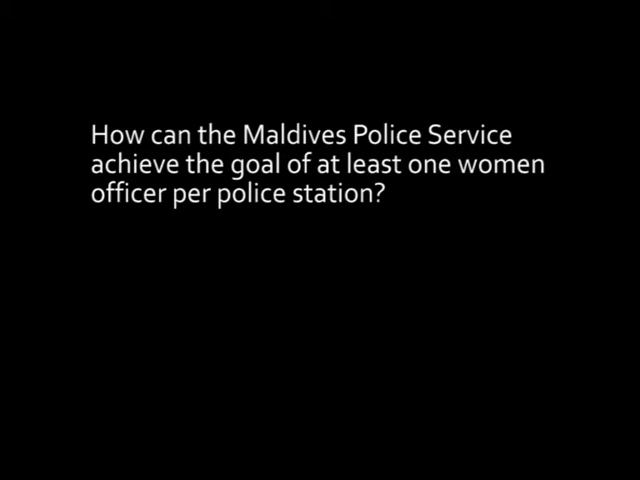 How can the Maldives Police Service
achieve the goal of at least one women
officer per police station?